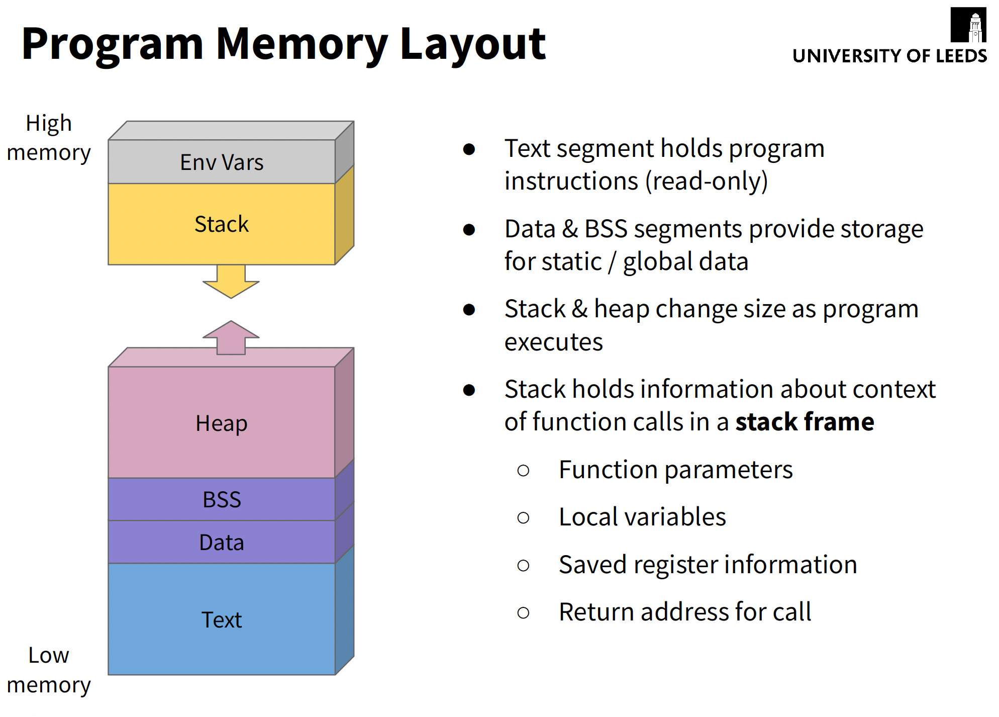 Program Memory Layout
UNIVERSITY OF LEEDS
High
memory
Env Vars
Stack
Heap
BSS
Data
Text
Low
memory
● Text segment holds program
instructions (read-only)
● Data & BSS segments provide storage
for static / global data
● Stack & heap change size as program
executes
● Stack holds information about context
of function calls in a stack frame
○ Function parameters
○ Local variables
○ Saved register information
○ Return address for call